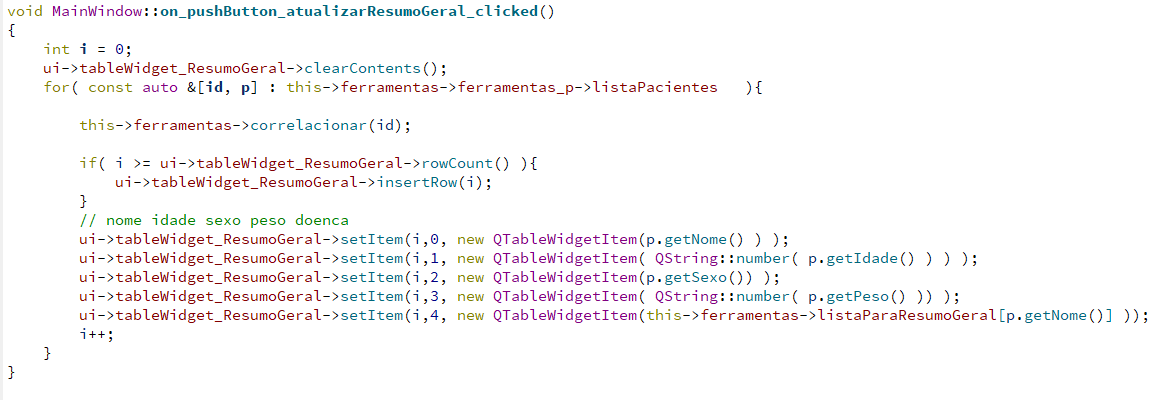 void MainWindow::on_pushButton_atualizarResumoGeral_clicked()
{
    int i = 0;
    ui->tableWidget_ResumoGeral->clearContents();
    for( const auto &[id, p] : this->ferramentas->ferramentas_p->listaPacientes   ){
        this->ferramentas->correlacionar(id);
        if( i >= ui->tableWidget_ResumoGeral->rowCount() ){
            ui->tableWidget_ResumoGeral->insertRow(i);
        }
        // nome idade sexo peso doenca
        ui->tableWidget_ResumoGeral->setItem(i,0, new QTableWidgetItem(p.getNome() ) );
        ui->tableWidget_ResumoGeral->setItem(i,1, new QTableWidgetItem( QString::number( p.getIdade() ) ) );
        ui->tableWidget_ResumoGeral->setItem(i,2, new QTableWidgetItem(p.getSexo()) );
        ui->tableWidget_ResumoGeral->setItem(i,3, new QTableWidgetItem( QString::number( p.getPeso() )) );
        ui->tableWidget_ResumoGeral->setItem(i,4, new QTableWidgetItem(this->ferramentas->listaParaResumoGeral[p.getNome()] ));
        i++;
    }
}